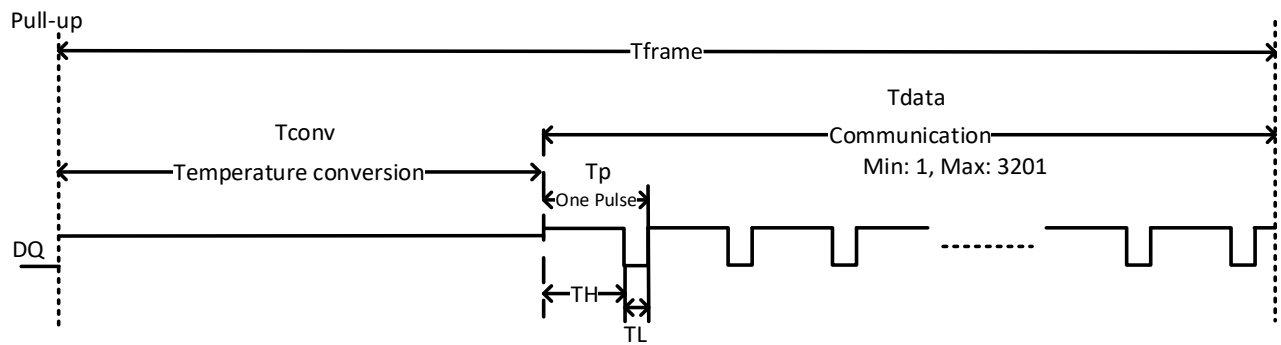 Pull-up
Tframe
Tdata
Tconv
Communication
Temperature conversion
Min: 1, Max: 3201
Tp
One Pulse
DQ
TH
TL